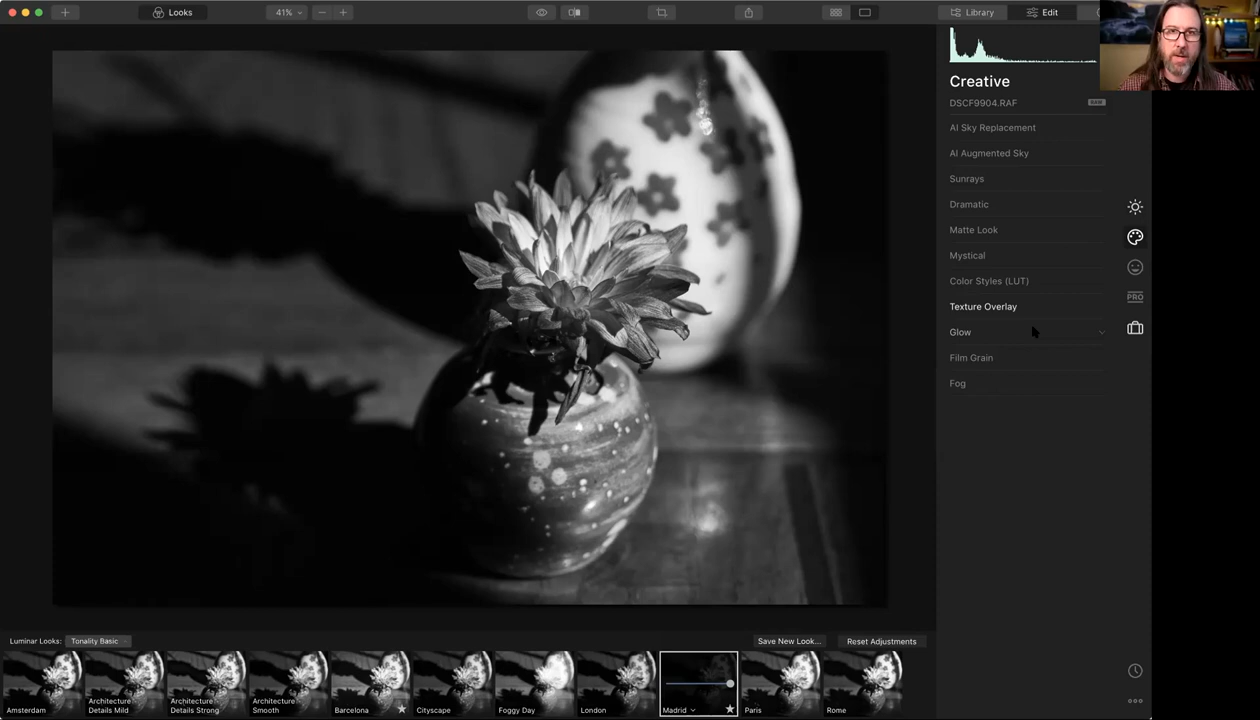 Looks
41%
Library
Edit
Creative
DSCF9904.RAF
RAW
AI Sky Replacement
AI Augmented Sky
Sunrays
Dramatic
Matte Look
Mystical
Color Styles (LUT)
Texture Overlay
Glow
Film Grain
Fog
PRO
Luminar Looks:
Tonality Basic
Save New Look...
Reset Adjustments
Amsterdam
Architecture
Details Mild
Architecture
Details Strong
Architecture
Smooth
Barcelona
Cityscape
Foggy Day
London
Madrid
Paris
Rome